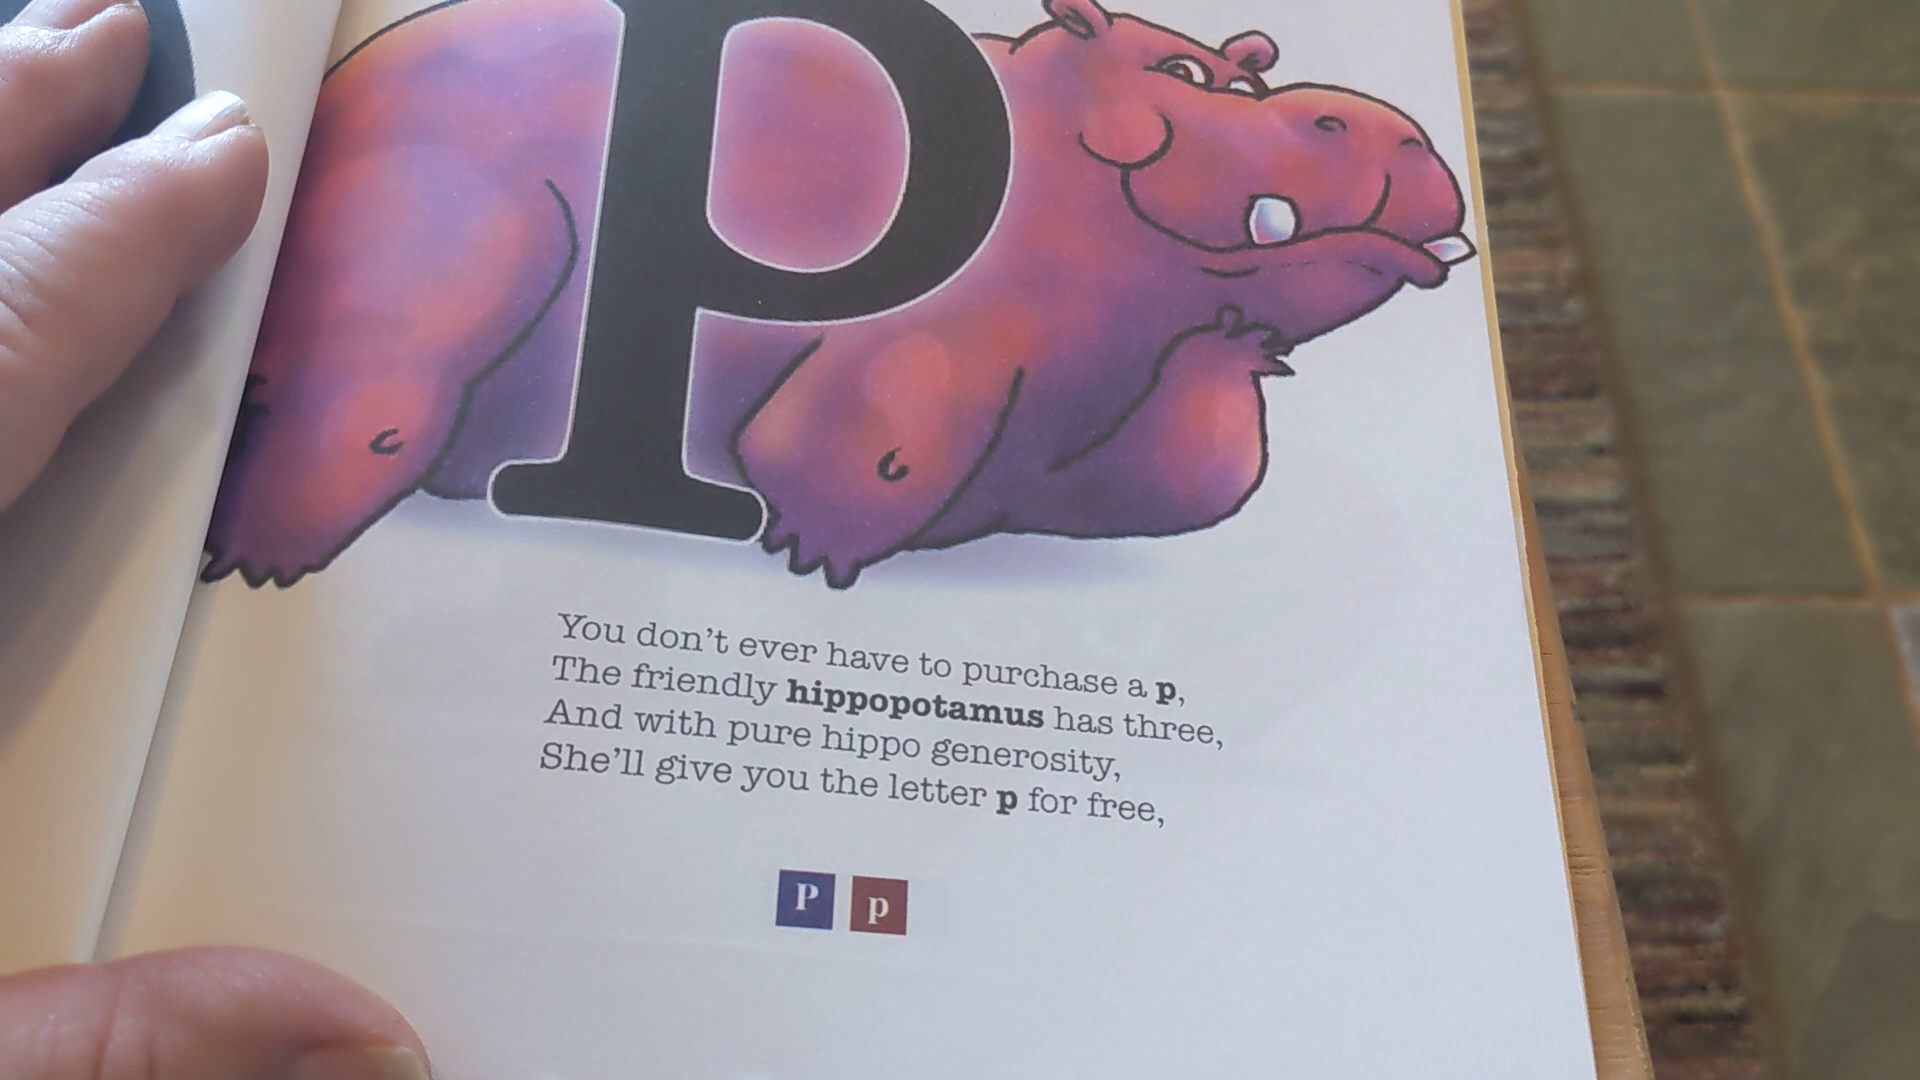 p
You don't ever have to purchase a p,
The friendly hippopotamus has three,
And with pure hippo generosity,
She'll give you the letter p for free,
P p